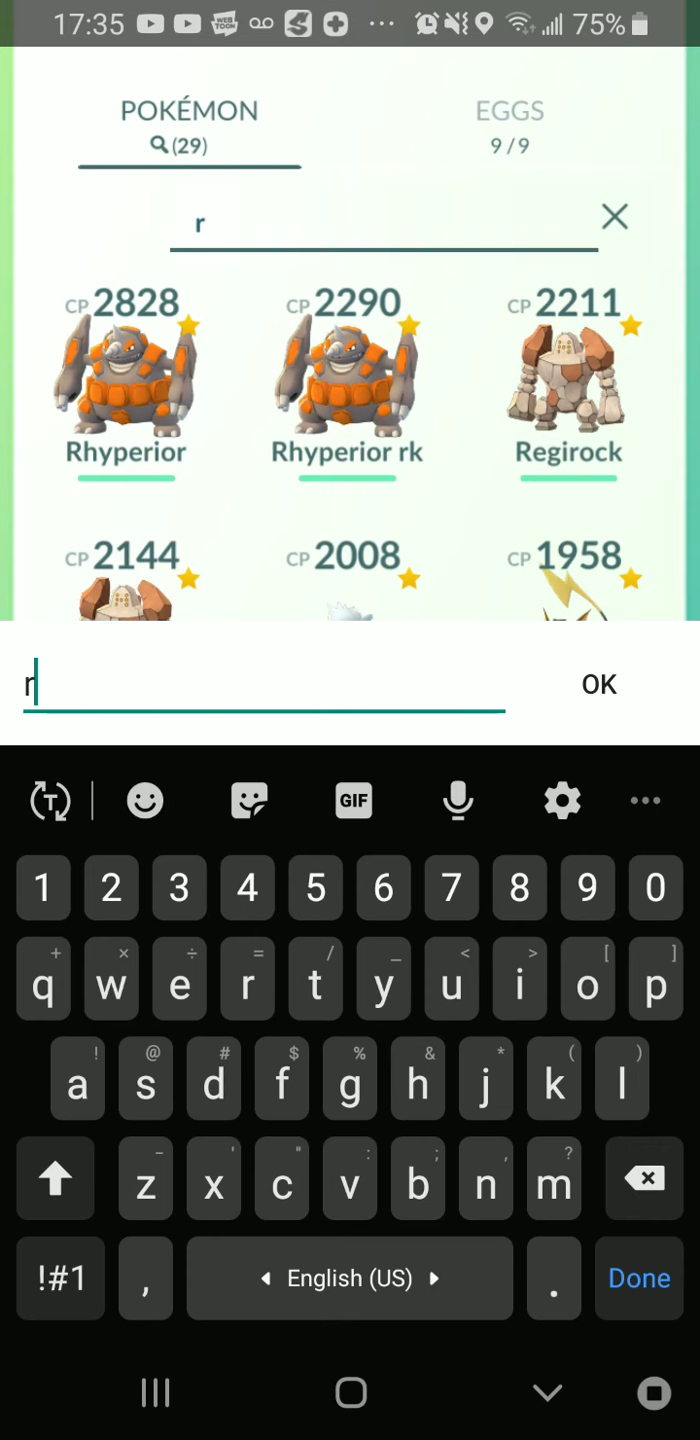 17:35 WEB TOON 75%
POKÉMON EGGS
(29) 9 / 9
r
CP 2828 CP 2290 CP 2211
Rhyperior Rhyperior rk Regirock
CP 2144 CP 2008 CP 1958
r OK
T GIF
1 2 3 4 5 6 7 8 9 0
+ × ÷ = / _ < > [ ]
q w e r t y u i o p
! @ # $ % & * ( )
a s d f g h j k l
- ' " : ; , ?
z x c v b n m
!#1 , English (US) . Done